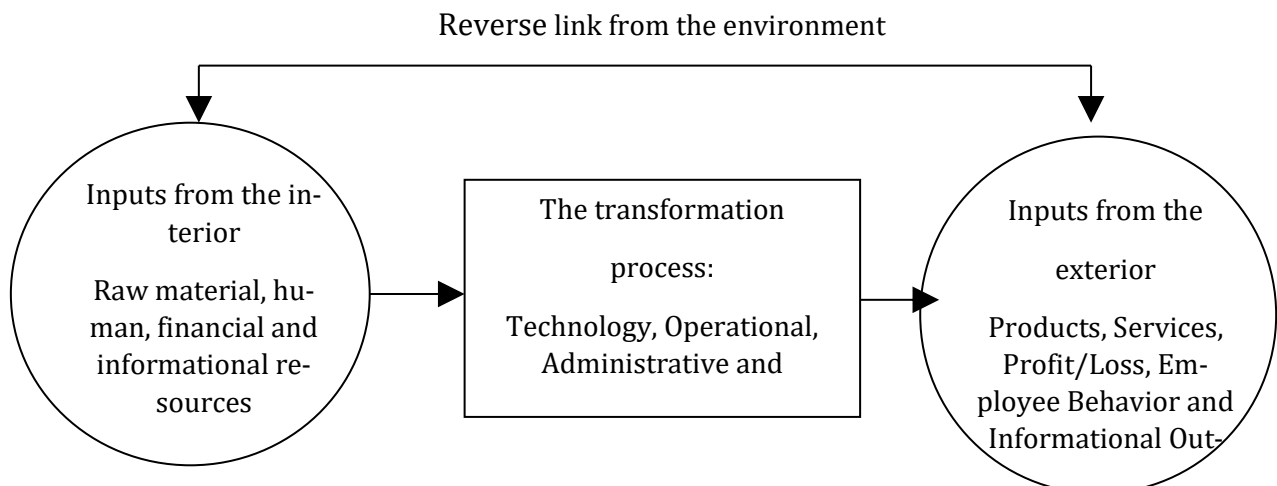 Reverse link from the environment
Inputs from the in-
terior
Raw material, hu-
man, financial and
informational re-
sources
The transformation
process:
Technology, Operational,
Administrative and
Inputs from the
exterior
Products, Services,
Profit/Loss, Em-
ployee Behavior and
Informational Out-